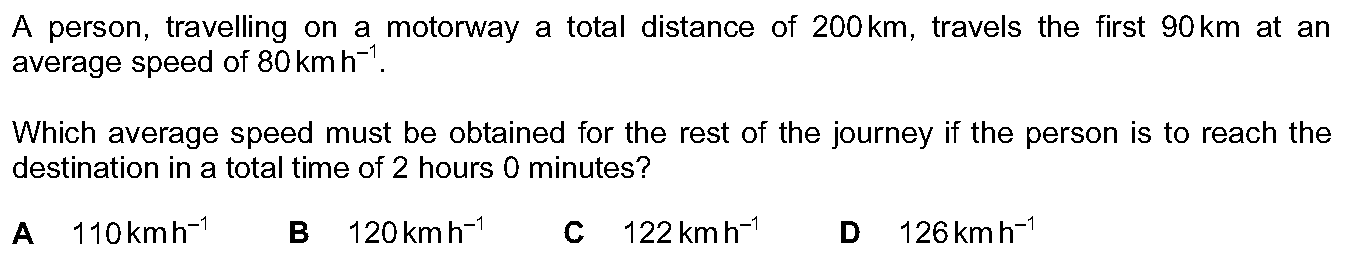 A person, travelling on a motorway a total distance of 200 km, travels the first 90 km at an
average speed of 80 km h⁻¹.
Which average speed must be obtained for the rest of the journey if the person is to reach the
destination in a total time of 2 hours 0 minutes?
A 110 km h⁻¹ B 120 km h⁻¹ C 122 km h⁻¹ D 126 km h⁻¹